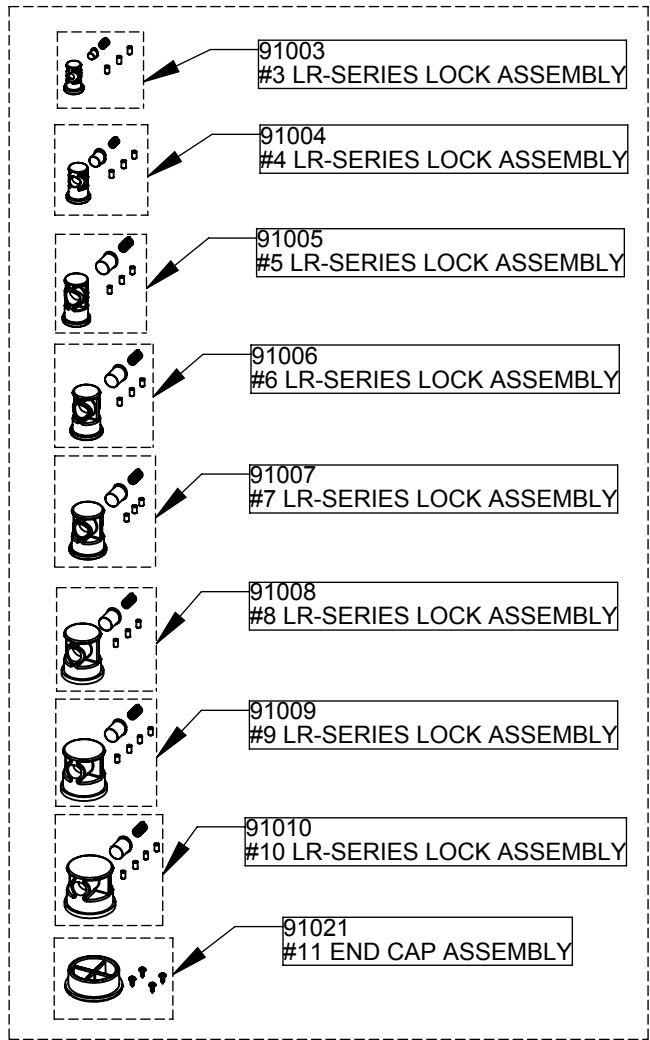 91003
#3 LR-SERIES LOCK ASSEMBLY
91004
#4 LR-SERIES LOCK ASSEMBLY
91005
#5 LR-SERIES LOCK ASSEMBLY
91006
#6 LR-SERIES LOCK ASSEMBLY
91007
#7 LR-SERIES LOCK ASSEMBLY
91008
#8 LR-SERIES LOCK ASSEMBLY
91009
#9 LR-SERIES LOCK ASSEMBLY
91010
#10 LR-SERIES LOCK ASSEMBLY
91021
#11 END CAP ASSEMBLY